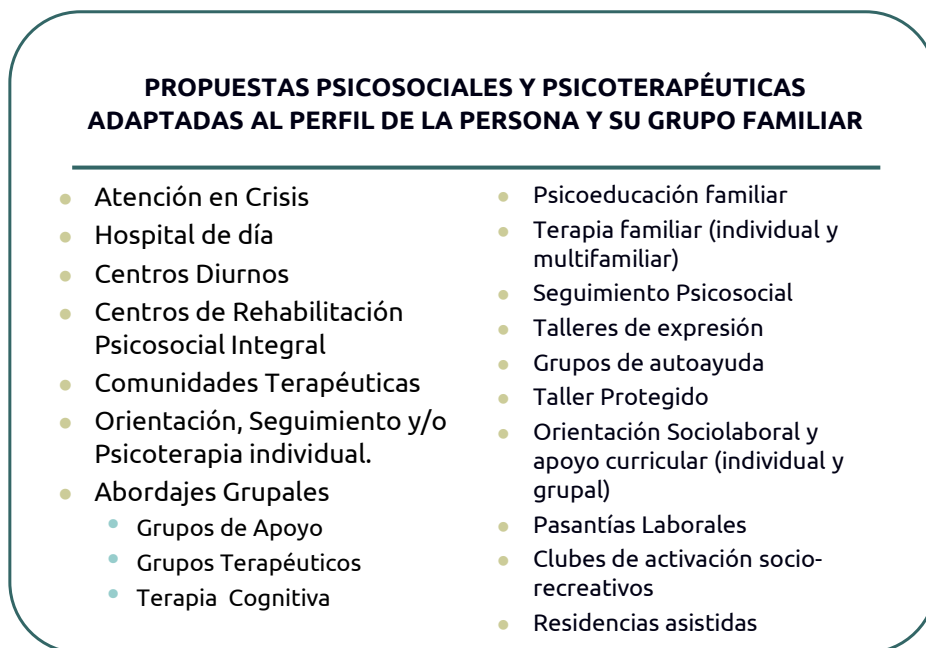 PROPUESTAS PSICOSOCIALES Y PSICOTERAPÉUTICAS
ADAPTADAS AL PERFIL DE LA PERSONA Y SU GRUPO FAMILIAR
Atención en Crisis
Hospital de día
Centros Diurnos
Centros de Rehabilitación
Psicosocial Integral
Comunidades Terapéuticas
Orientación, Seguimiento y/o
Psicoterapia individual.
Abordajes Grupales
Grupos de Apoyo
Grupos Terapéuticos
Terapia Cognitiva
Psicoeducación familiar
Terapia familiar (individual y
multifamiliar)
Seguimiento Psicosocial
Talleres de expresión
Grupos de autoayuda
Taller Protegido
Orientación Sociolaboral y
apoyo curricular (individual y
grupal)
Pasantías Laborales
Clubes de activación socio-
recreativos
Residencias asistidas